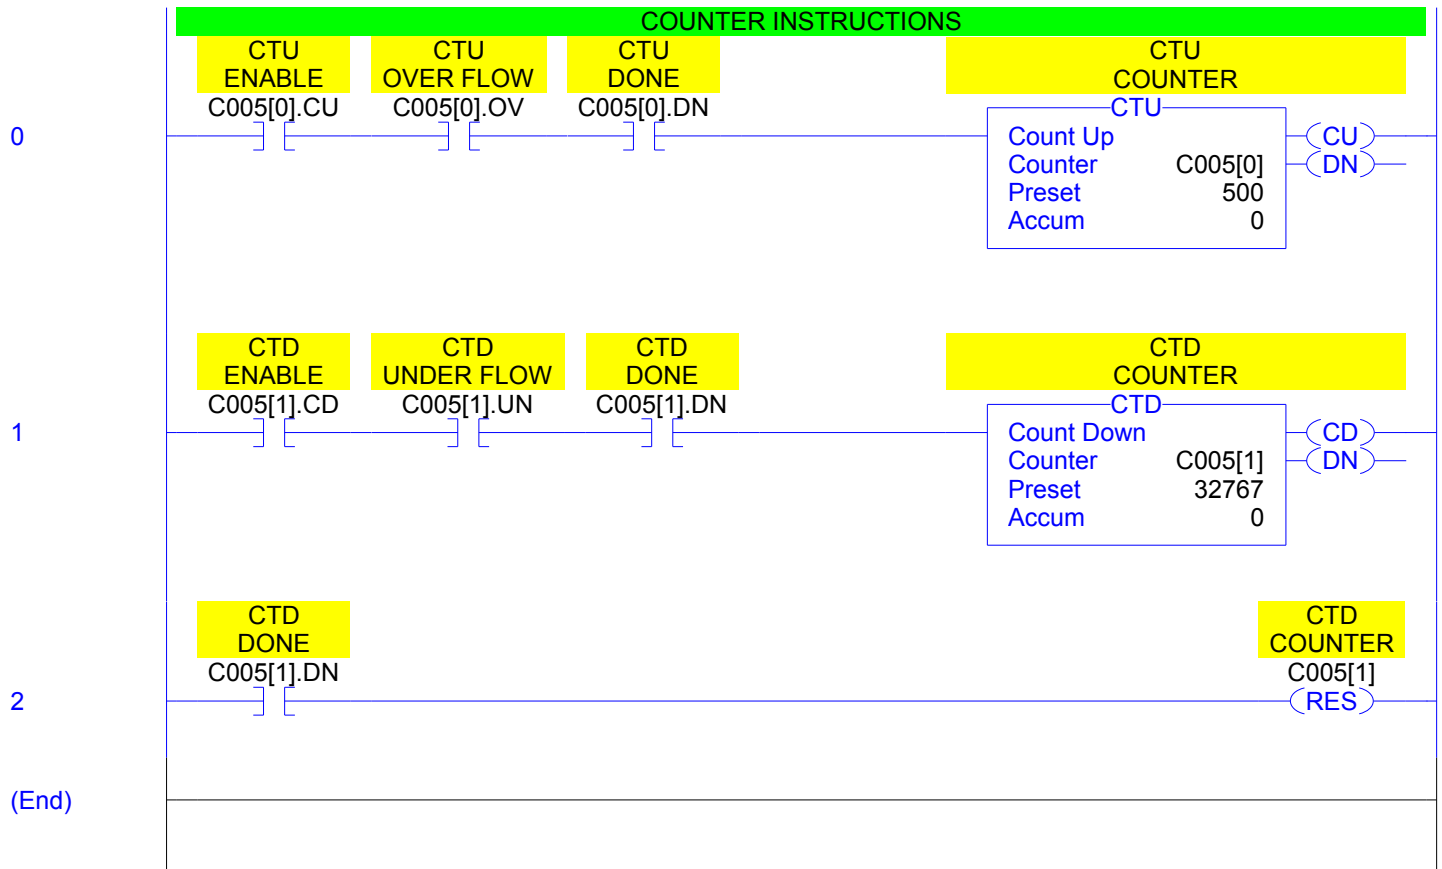 COUNTER INSTRUCTIONS
CTU CTU CTU CTU
ENABLE OVER FLOW DONE COUNTER
C005[0].CU C005[0].OV C005[0].DN CTU
0 Count Up CU
Counter C005[0] DN
Preset 500
Accum 0
CTD CTD CTD CTD
ENABLE UNDER FLOW DONE COUNTER
C005[1].CD C005[1].UN C005[1].DN CTD
1 Count Down CD
Counter C005[1] DN
Preset 32767
Accum 0
CTD CTD
DONE COUNTER
C005[1].DN C005[1]
2 RES
(End)